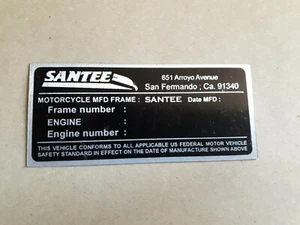 SANTEE
651 Arroyo Avenue
San Fernando ; Ca. 91340
MOTORCYCLE MFD FRAME : SANTEE Date MFD :
Frame number :
ENGINE :
Engine number :
THIS VEHICLE CONFORMS TO ALL APPLICABLE US FEDERAL MOTOR VEHICLE
SAFETY STANDARD IN EFFECT ON THE DATE OF MANUFACTURE SHOWN ABOVE